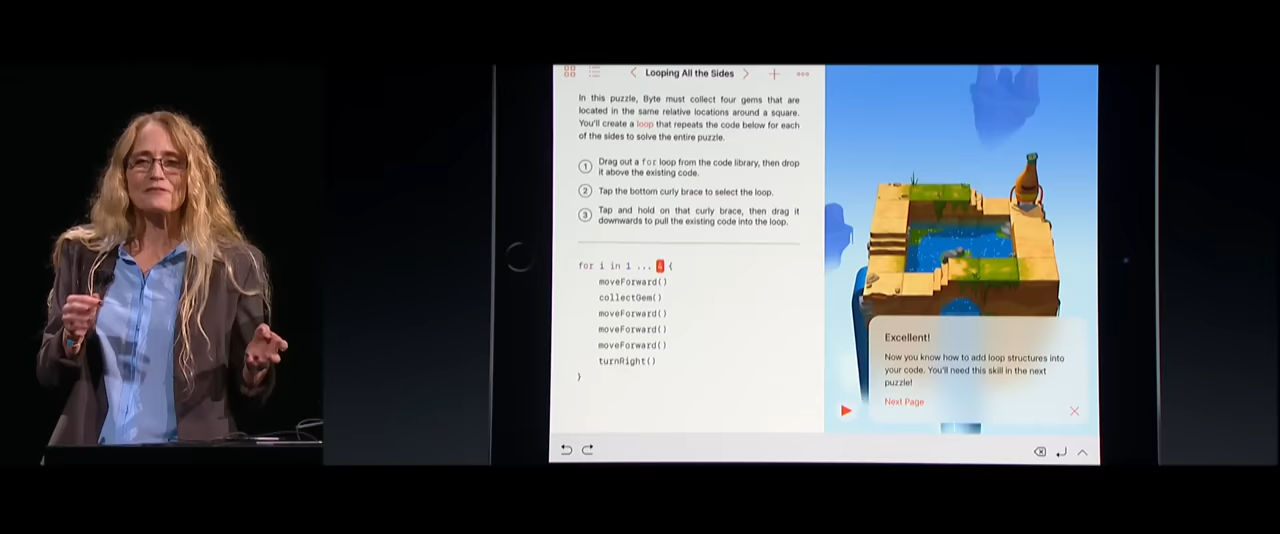 Looping All the Sides
In this puzzle, Byte must collect four gems that are
located in the same relative locations around a square.
You'll create a loop that repeats the code below for each
of the sides to solve the entire puzzle.
1 Drag out a for loop from the code library, then drop
it above the existing code.
2 Tap the bottom curly brace to select the loop.
3 Tap and hold on that curly brace, then drag it
downwards to pull the existing code into the loop.
for i in 1 ... 4 {
moveForward()
collectGem()
moveForward()
moveForward()
moveForward()
turnRight()
}
Excellent!
Now you know how to add loop structures into
your code. You'll need this skill in the next
puzzle!
Next Page